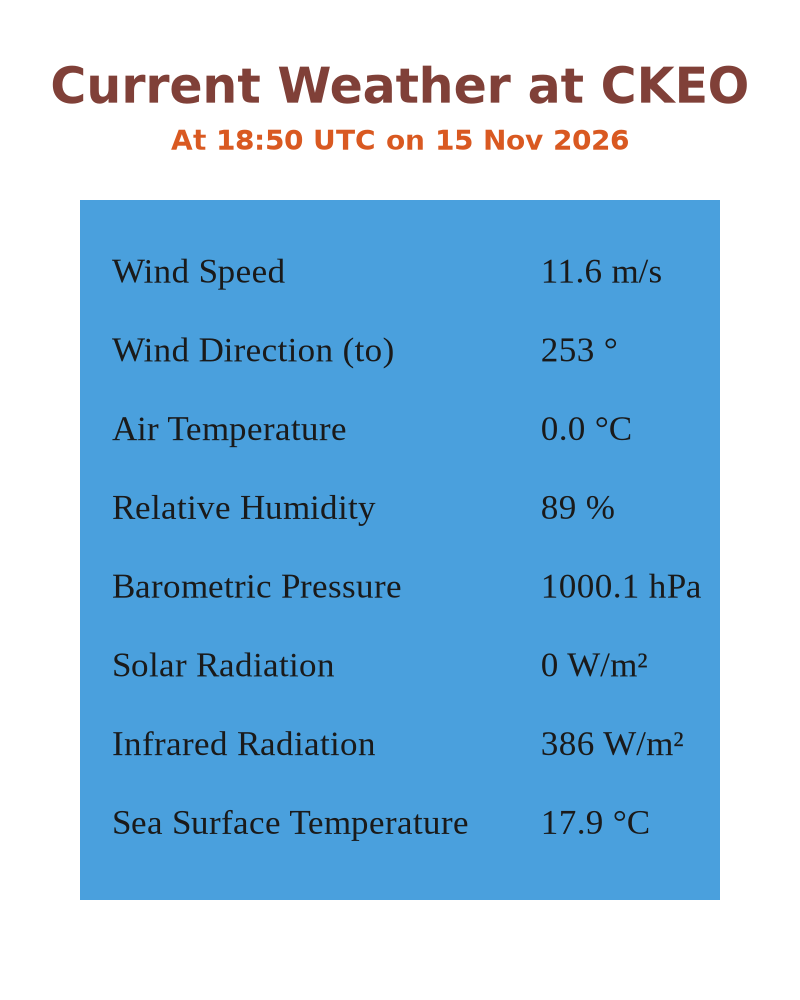 Current Weather at CKEO
At 18:50 UTC on 15 Nov 2026
Wind Speed 11.6 m/s
Wind Direction (to) 253 °
Air Temperature 0.0 °C
Relative Humidity 89 %
Barometric Pressure 1000.1 hPa
Solar Radiation 0 W/m²
Infrared Radiation 386 W/m²
Sea Surface Temperature 17.9 °C